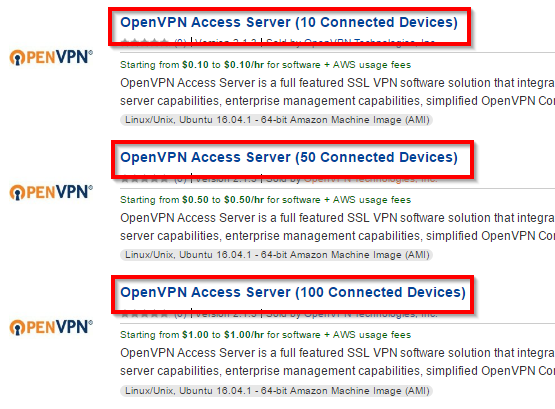 OpenVPN Access Server (10 Connected Devices)
(0) | Version 2.1.3 | Sold by OpenVPN Technologies, Inc.
OPENVPN®
Starting from $0.10 to $0.10/hr for software + AWS usage fees
OpenVPN Access Server is a full featured SSL VPN software solution that integra
server capabilities, enterprise management capabilities, simplified OpenVPN Con
Linux/Unix, Ubuntu 16.04.1 - 64-bit Amazon Machine Image (AMI)
OpenVPN Access Server (50 Connected Devices)
(0) | Version 2.1.3 | Sold by OpenVPN Technologies, Inc.
OPENVPN®
Starting from $0.50 to $0.50/hr for software + AWS usage fees
OpenVPN Access Server is a full featured SSL VPN software solution that integra
server capabilities, enterprise management capabilities, simplified OpenVPN Con
Linux/Unix, Ubuntu 16.04.1 - 64-bit Amazon Machine Image (AMI)
OpenVPN Access Server (100 Connected Devices)
(0) | Version 2.1.3 | Sold by OpenVPN Technologies, Inc.
OPENVPN®
Starting from $1.00 to $1.00/hr for software + AWS usage fees
OpenVPN Access Server is a full featured SSL VPN software solution that integra
server capabilities, enterprise management capabilities, simplified OpenVPN Con
Linux/Unix, Ubuntu 16.04.1 - 64-bit Amazon Machine Image (AMI)